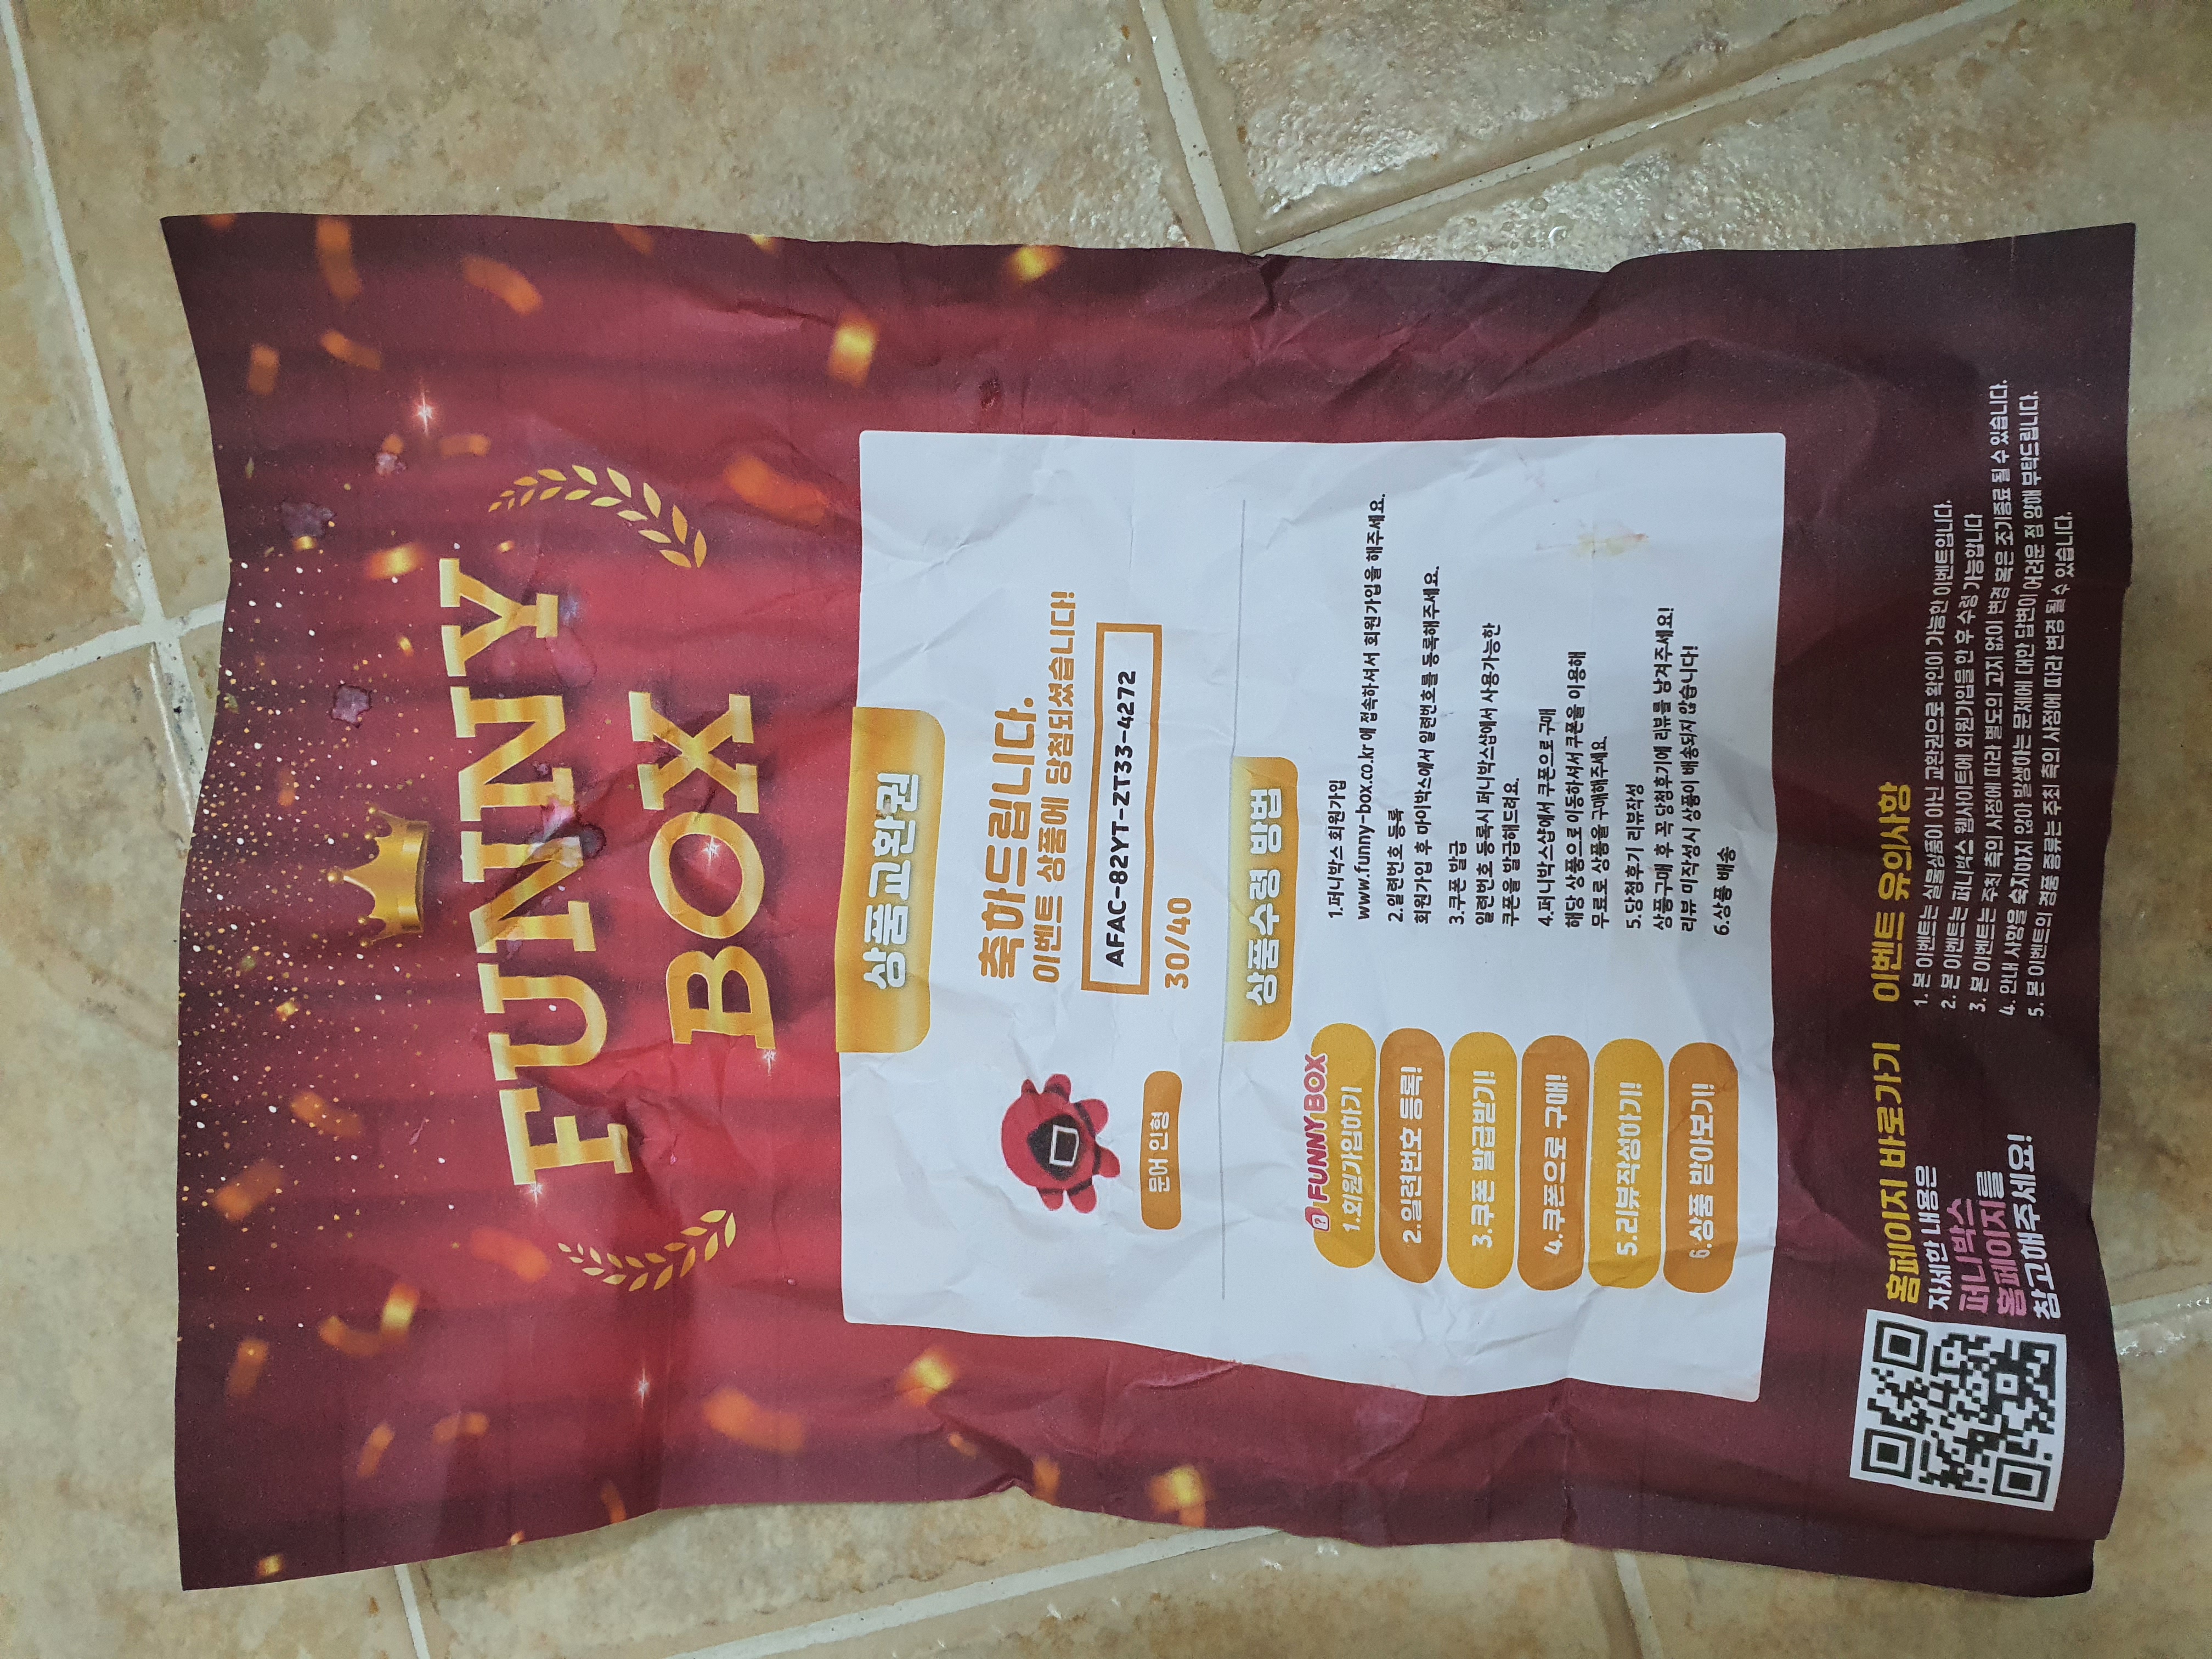 FUNNY
BOX
상품교환권
축하드립니다.
이벤트 상품에 당첨되셨습니다!
AFAC-82YT-ZT33-4272
30/40
문어 인형
상품수령 방법
FUNNY BOX
1.회원가입하기
2.일련번호 등록!
3.쿠폰 발급받기!
4.쿠폰으로 구매!
5.리뷰작성하기!
6.상품 받아보기!
1.퍼니박스 회원가입
www.funny-box.co.kr 에 접속하셔서 회원가입을 해주세요.
2.일련번호 등록
회원가입 후 마이박스에서 일련번호를 등록해주세요.
3.쿠폰 발급
일련번호 등록시 퍼니박스샵에서 사용가능한
쿠폰을 발급해드려요.
4.퍼니박스샵에서 쿠폰으로 구매
해당 상품으로 이동하셔서 쿠폰을 이용해
무료로 상품을 구매해주세요.
5.당첨후기 리뷰작성
상품구매 후 꼭 당첨후기에 리뷰를 남겨주세요!
리뷰 미작성시 상품이 배송되지 않습니다!
6.상품 배송
홈페이지 바로가기
자세한 내용은
퍼니박스
홈페이지를
참고해주세요!
이벤트 유의사항
1. 본 이벤트는 실물상품이 아닌 교환권으로 확인이 가능한 이벤트입니다.
2. 본 이벤트는 퍼니박스 웹사이트에 회원가입을 한 후 수령 가능합니다
3. 본 이벤트는 주최 측의 사정에 따라 별도의 고지 없이 변경 혹은 조기종료 될 수 있습니다.
4. 안내 사항을 숙지하지 않아 발생하는 문제에 대한 답변이 어려운 점 양해 부탁드립니다.
5. 본 이벤트의 경품 종류는 주최 측의 사정에 따라 변경 될 수 있습니다.